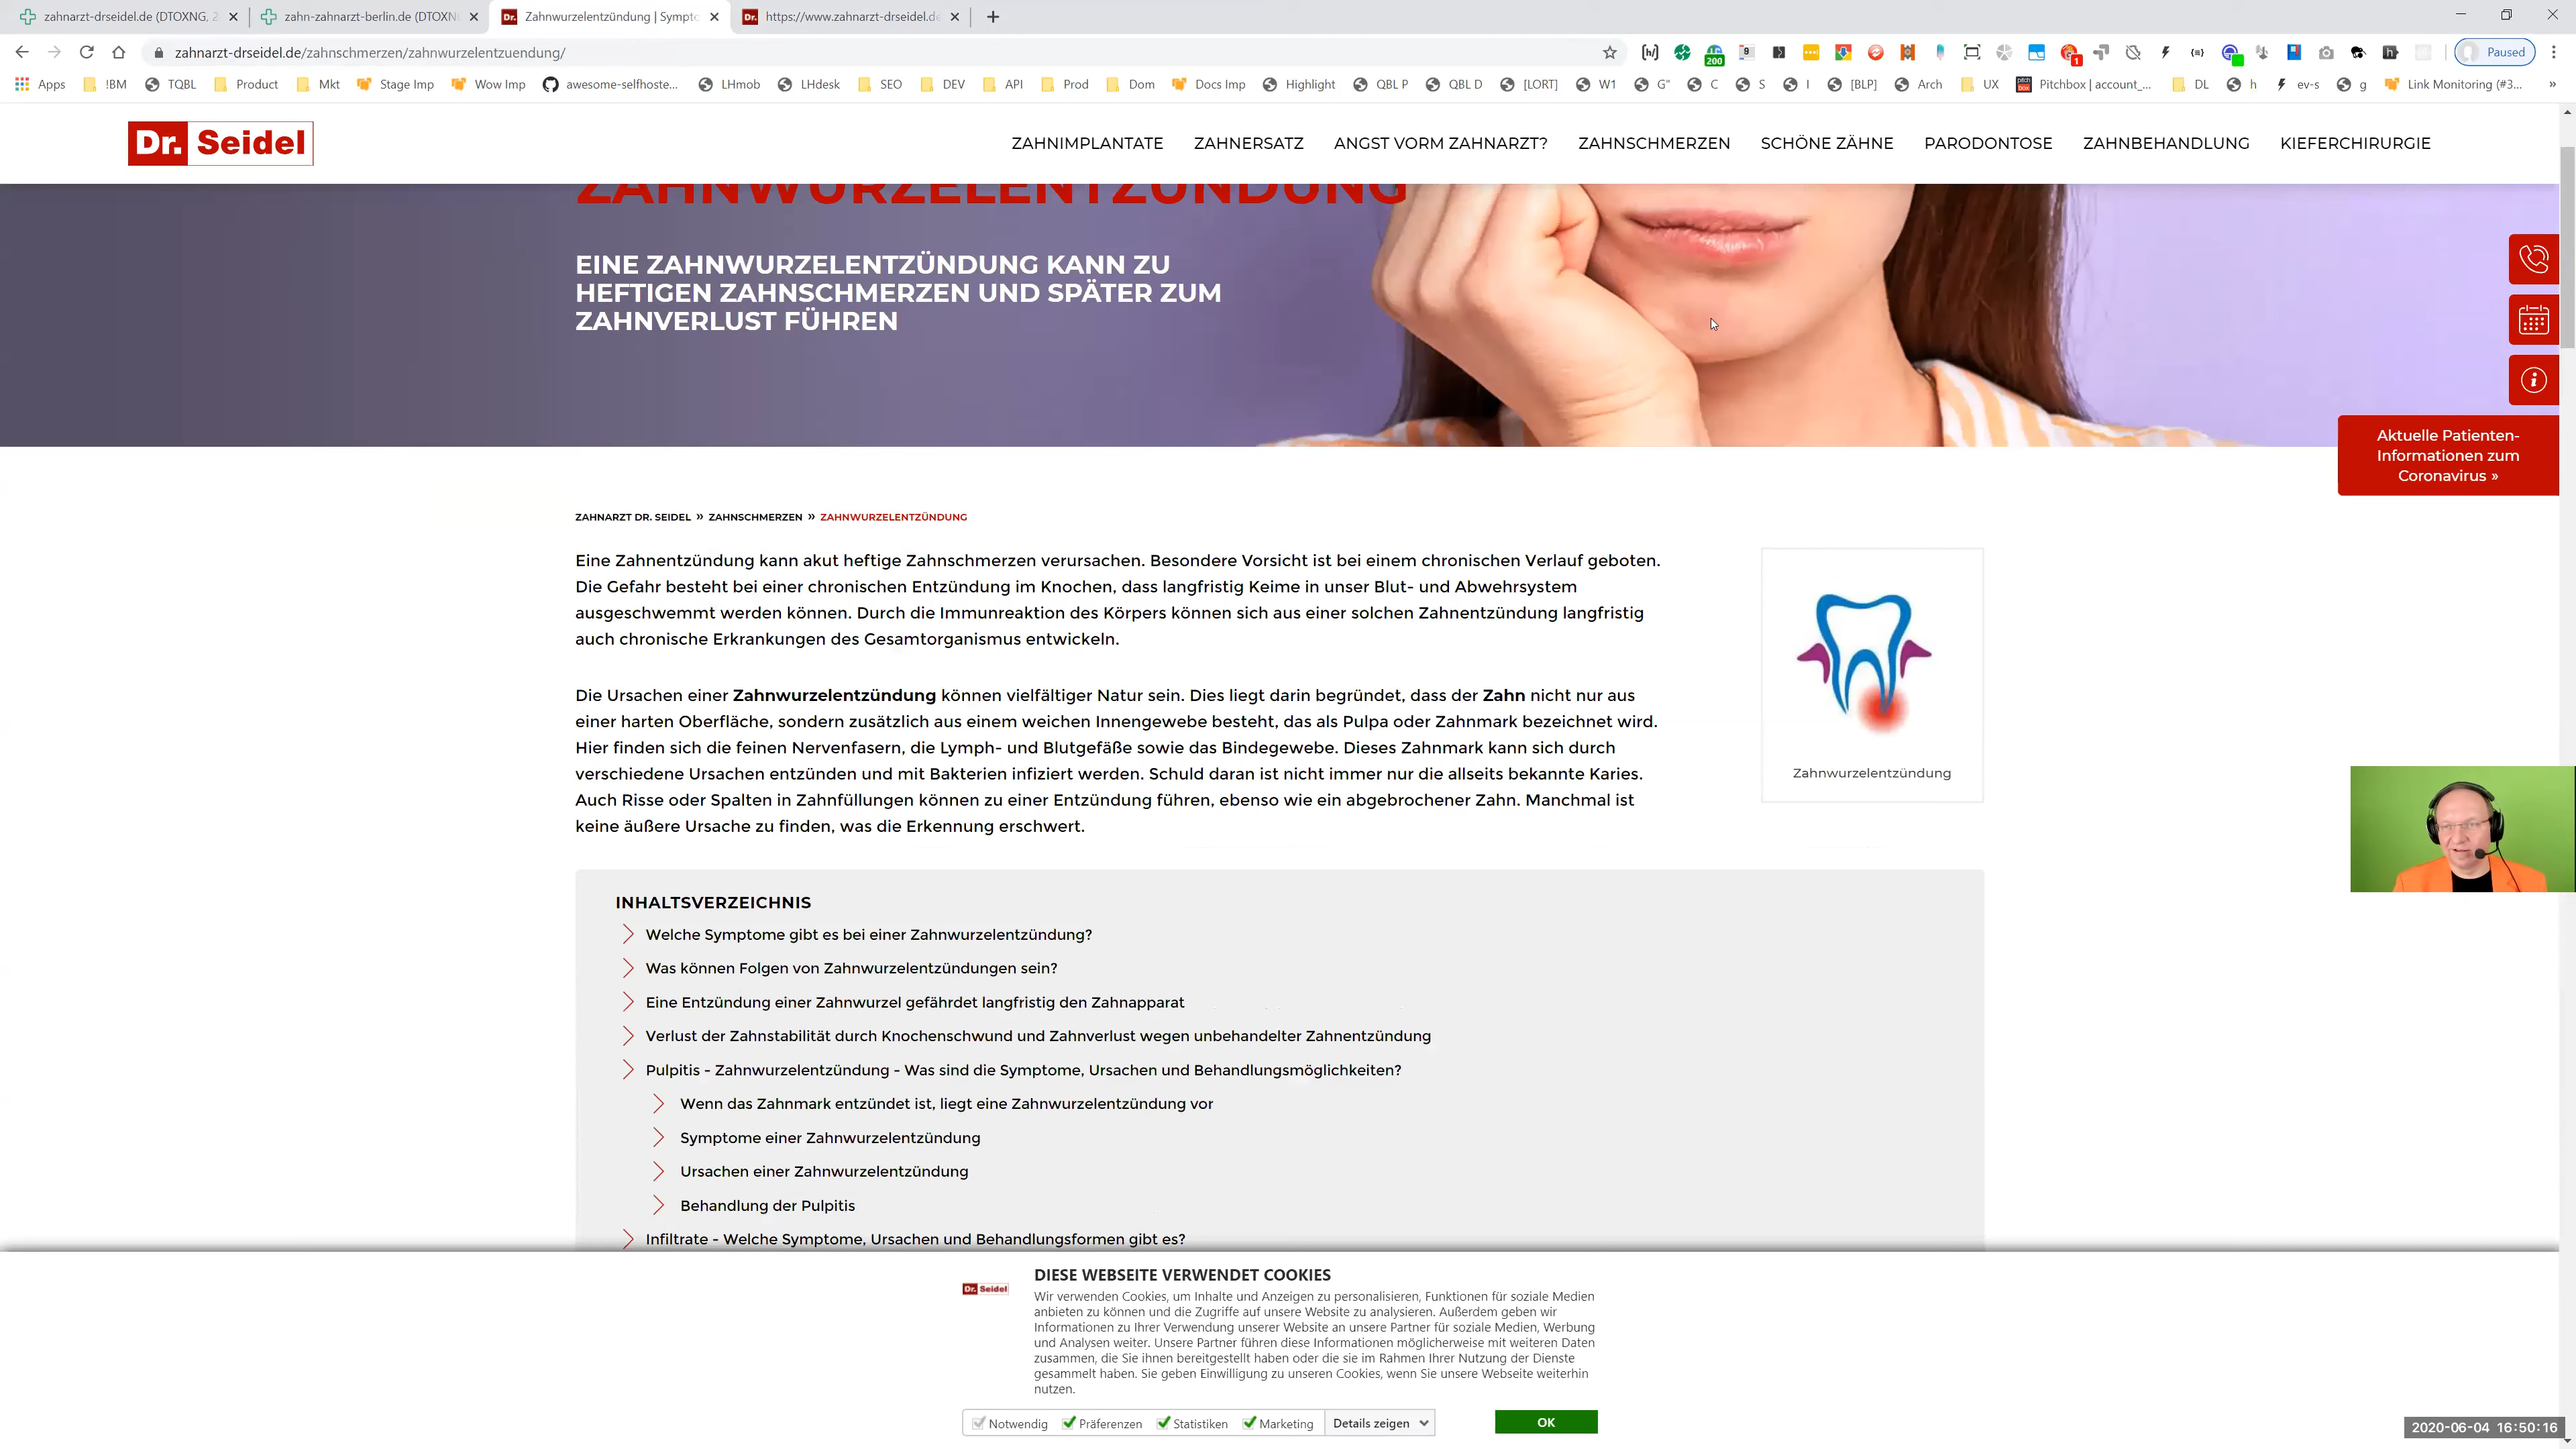 zahnarzt-drseidel.de (DTOXNG, 2
zahn-zahnarzt-berlin.de (DTOXN
Zahnwurzelentzündung | Sympto
https://www.zahnarzt-drseidel.de
zahnarzt-drseidel.de/zahnschmerzen/zahnwurzelentzuendung/
200
1
Paused
Apps
!BM
TQBL
Product
Mkt
Stage Imp
Wow Imp
awesome-selfhoste...
LHmob
LHdesk
SEO
DEV
API
Prod
Dom
Docs Imp
Highlight
QBL P
QBL D
[LORT]
W1
G"
C
S
I
[BLP]
Arch
UX
Pitchbox | account_...
DL
h
ev-s
g
Link Monitoring (#3...
»
Dr. Seidel
ZAHNIMPLANTATE
ZAHNERSATZ
ANGST VORM ZAHNARZT?
ZAHNSCHMERZEN
SCHÖNE ZÄHNE
PARODONTOSE
ZAHNBEHANDLUNG
KIEFERCHIRURGIE
ZAHNWURZELENTZÜNDUNG
EINE ZAHNWURZELENTZÜNDUNG KANN ZU
HEFTIGEN ZAHNSCHMERZEN UND SPÄTER ZUM
ZAHNVERLUST FÜHREN
Aktuelle Patienten-
Informationen zum
Coronavirus »
ZAHNARZT DR. SEIDEL » ZAHNSCHMERZEN » ZAHNWURZELENTZÜNDUNG
Eine Zahnentzündung kann akut heftige Zahnschmerzen verursachen. Besondere Vorsicht ist bei einem chronischen Verlauf geboten.
Die Gefahr besteht bei einer chronischen Entzündung im Knochen, dass langfristig Keime in unser Blut- und Abwehrsystem
ausgeschwemmt werden können. Durch die Immunreaktion des Körpers können sich aus einer solchen Zahnentzündung langfristig
auch chronische Erkrankungen des Gesamtorganismus entwickeln.
Die Ursachen einer Zahnwurzelentzündung können vielfältiger Natur sein. Dies liegt darin begründet, dass der Zahn nicht nur aus
einer harten Oberfläche, sondern zusätzlich aus einem weichen Innengewebe besteht, das als Pulpa oder Zahnmark bezeichnet wird.
Hier finden sich die feinen Nervenfasern, die Lymph- und Blutgefäße sowie das Bindegewebe. Dieses Zahnmark kann sich durch
verschiedene Ursachen entzünden und mit Bakterien infiziert werden. Schuld daran ist nicht immer nur die allseits bekannte Karies.
Auch Risse oder Spalten in Zahnfüllungen können zu einer Entzündung führen, ebenso wie ein abgebrochener Zahn. Manchmal ist
keine äußere Ursache zu finden, was die Erkennung erschwert.
Zahnwurzelentzündung
INHALTSVERZEICHNIS
Welche Symptome gibt es bei einer Zahnwurzelentzündung?
Was können Folgen von Zahnwurzelentzündungen sein?
Eine Entzündung einer Zahnwurzel gefährdet langfristig den Zahnapparat
Verlust der Zahnstabilität durch Knochenschwund und Zahnverlust wegen unbehandelter Zahnentzündung
Pulpitis - Zahnwurzelentzündung - Was sind die Symptome, Ursachen und Behandlungsmöglichkeiten?
Wenn das Zahnmark entzündet ist, liegt eine Zahnwurzelentzündung vor
Symptome einer Zahnwurzelentzündung
Ursachen einer Zahnwurzelentzündung
Behandlung der Pulpitis
Infiltrate - Welche Symptome, Ursachen und Behandlungsformen gibt es?
Dr. Seidel
DIESE WEBSEITE VERWENDET COOKIES
Wir verwenden Cookies, um Inhalte und Anzeigen zu personalisieren, Funktionen für soziale Medien
anbieten zu können und die Zugriffe auf unsere Website zu analysieren. Außerdem geben wir
Informationen zu Ihrer Verwendung unserer Website an unsere Partner für soziale Medien, Werbung
und Analysen weiter. Unsere Partner führen diese Informationen möglicherweise mit weiteren Daten
zusammen, die Sie ihnen bereitgestellt haben oder die sie im Rahmen Ihrer Nutzung der Dienste
gesammelt haben. Sie geben Einwilligung zu unseren Cookies, wenn Sie unsere Webseite weiterhin
nutzen.
Notwendig
Präferenzen
Statistiken
Marketing
Details zeigen
OK
2020-06-04 16:50:16